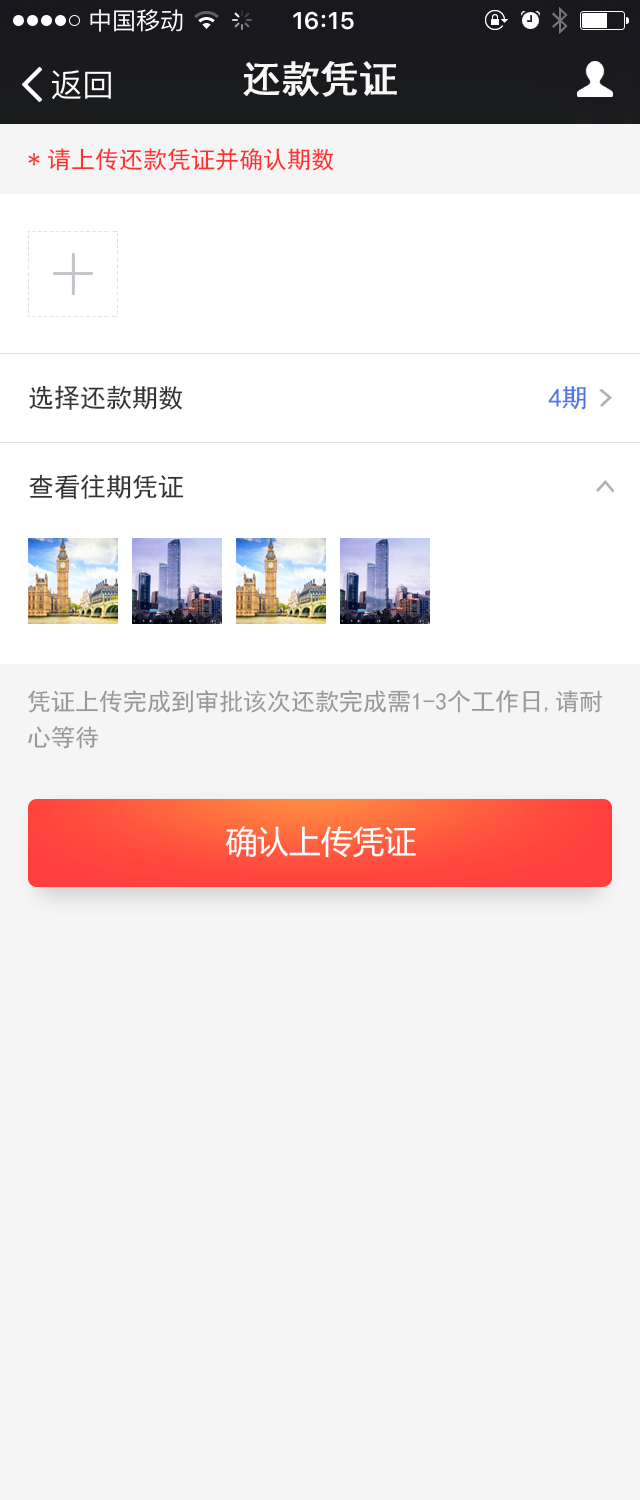 中国移动 16:15
返回 还款凭证
* 请上传还款凭证并确认期数
选择还款期数 4期
查看往期凭证
凭证上传完成到审批该次还款完成需1-3个工作日,请耐
心等待
确认上传凭证